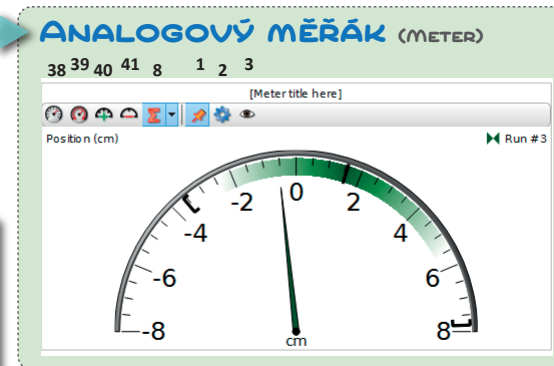 ANALOGOVÝ MĚŘÁK (METER)
38 39 40 41 8 1 2 3
[Meter title here]
Σ
Position (cm) Run #3
-8 -6 -4 -2 0 2 4 6 8
cm